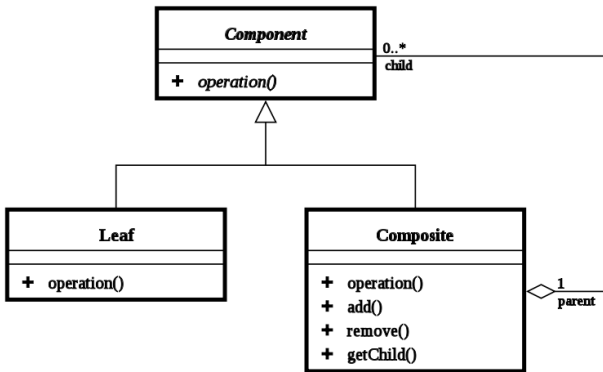 Component
+ operation()
0..*
child
Leaf
+ operation()
Composite
+ operation()
+ add()
+ remove()
+ getChild()
1
parent